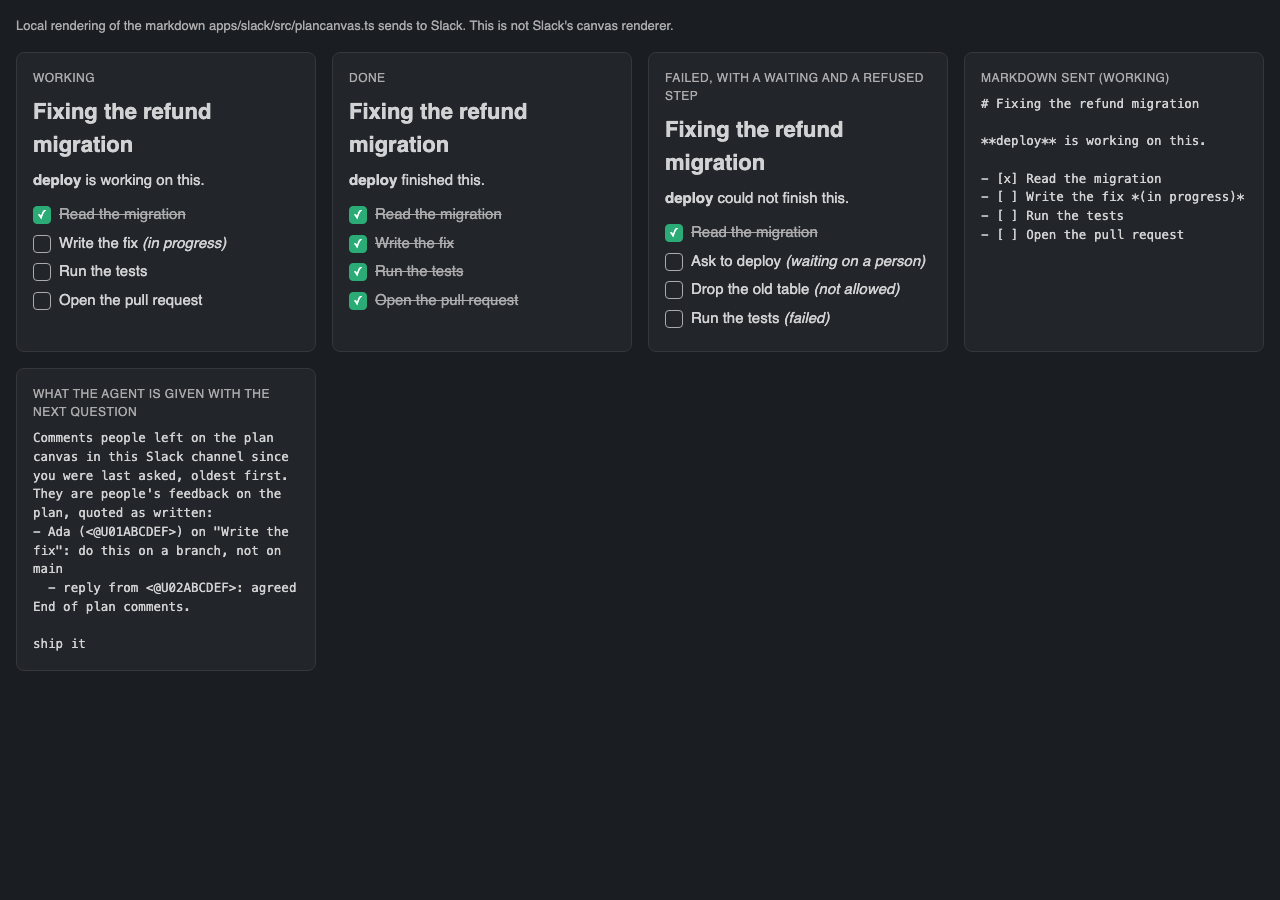 Local rendering of the markdown apps/slack/src/plancanvas.ts sends to Slack. This is not Slack's canvas renderer.
WORKING
Fixing the refund
migration
deploy is working on this.
Read the migration
Write the fix (in progress)
Run the tests
Open the pull request
DONE
Fixing the refund
migration
deploy finished this.
Read the migration
Write the fix
Run the tests
Open the pull request
FAILED, WITH A WAITING AND A REFUSED
STEP
Fixing the refund
migration
deploy could not finish this.
Read the migration
Ask to deploy (waiting on a person)
Drop the old table (not allowed)
Run the tests (failed)
MARKDOWN SENT (WORKING)
# Fixing the refund migration
**deploy** is working on this.
- [x] Read the migration
- [ ] Write the fix *(in progress)*
- [ ] Run the tests
- [ ] Open the pull request
WHAT THE AGENT IS GIVEN WITH THE
NEXT QUESTION
Comments people left on the plan
canvas in this Slack channel since
you were last asked, oldest first.
They are people's feedback on the
plan, quoted as written:
- Ada (<@U01ABCDEF>) on "Write the
fix": do this on a branch, not on
main
  - reply from <@U02ABCDEF>: agreed
End of plan comments.
ship it